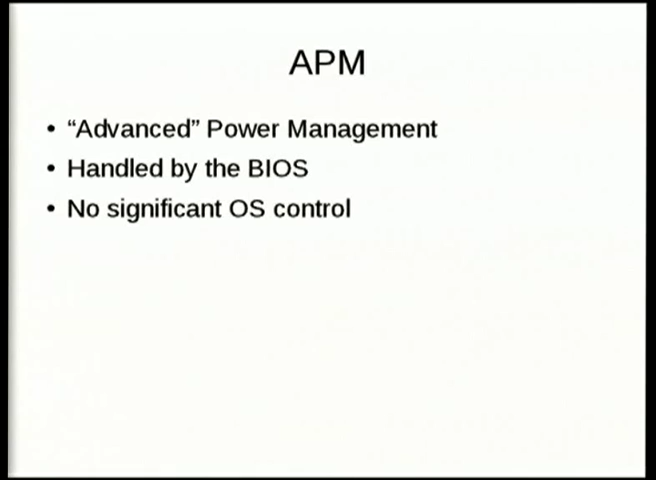 APM
• “Advanced” Power Management
• Handled by the BIOS
• No significant OS control